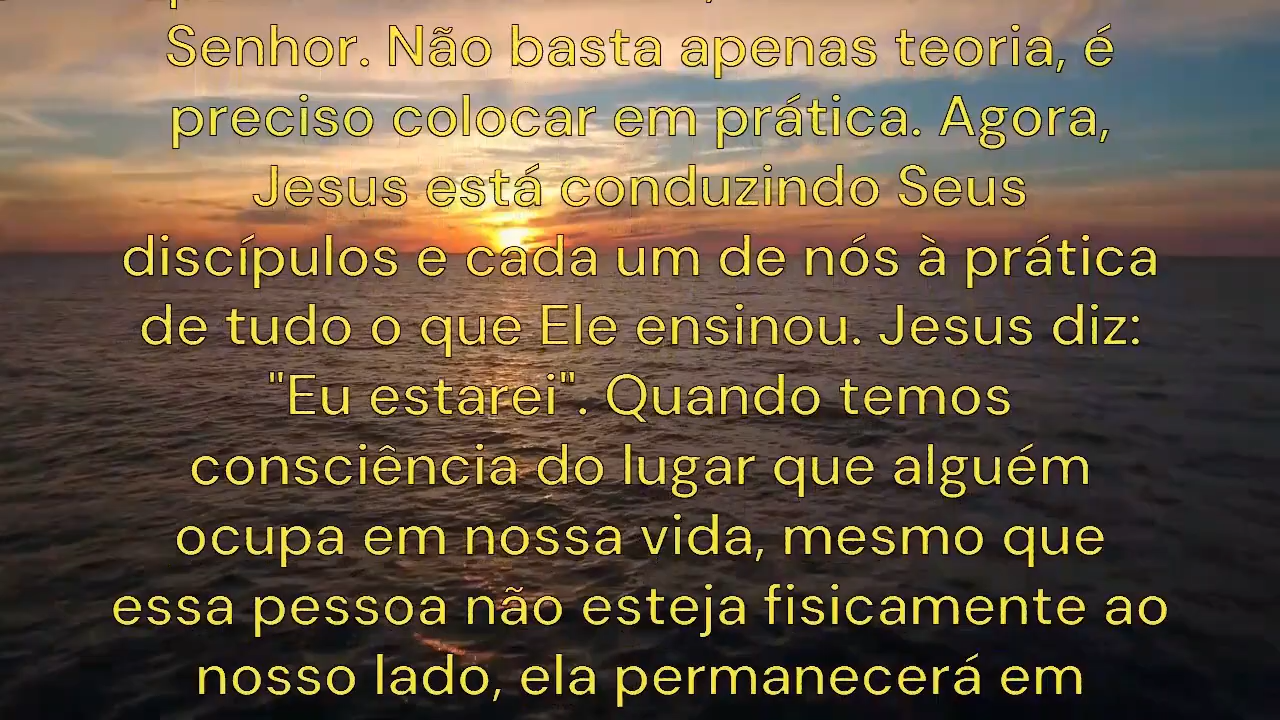 Senhor. Não basta apenas teoria, é
preciso colocar em prática. Agora,
Jesus está conduzindo Seus
discípulos e cada um de nós à prática
de tudo o que Ele ensinou. Jesus diz:
"Eu estarei". Quando temos
consciência do lugar que alguém
ocupa em nossa vida, mesmo que
essa pessoa não esteja fisicamente ao
nosso lado, ela permanecerá em